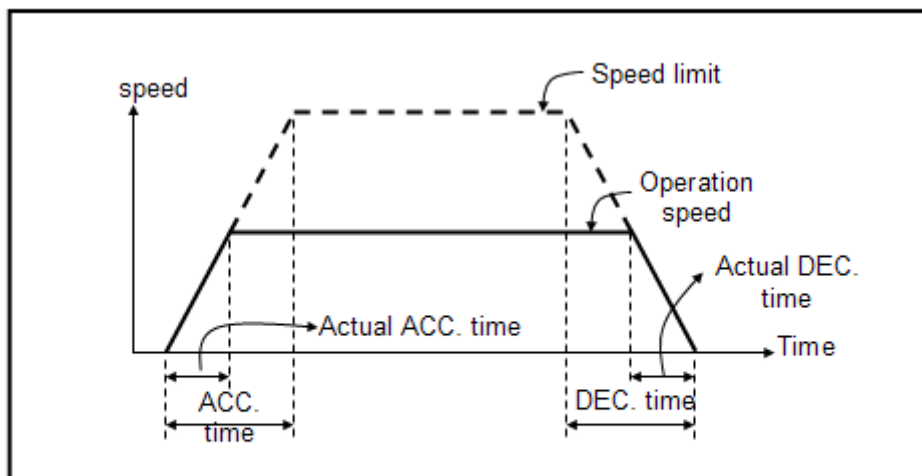 speed
Speed limit
Operation
speed
Actual DEC.
time
Actual ACC. time
Time
ACC.
time
DEC. time